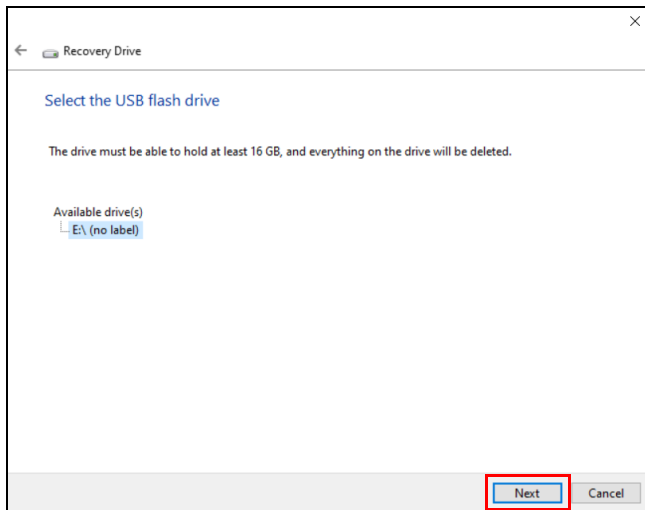 Recovery Drive
Select the USB flash drive
The drive must be able to hold at least 16 GB, and everything on the drive will be deleted.
Available drive(s)
E:\ (no label)
Next Cancel